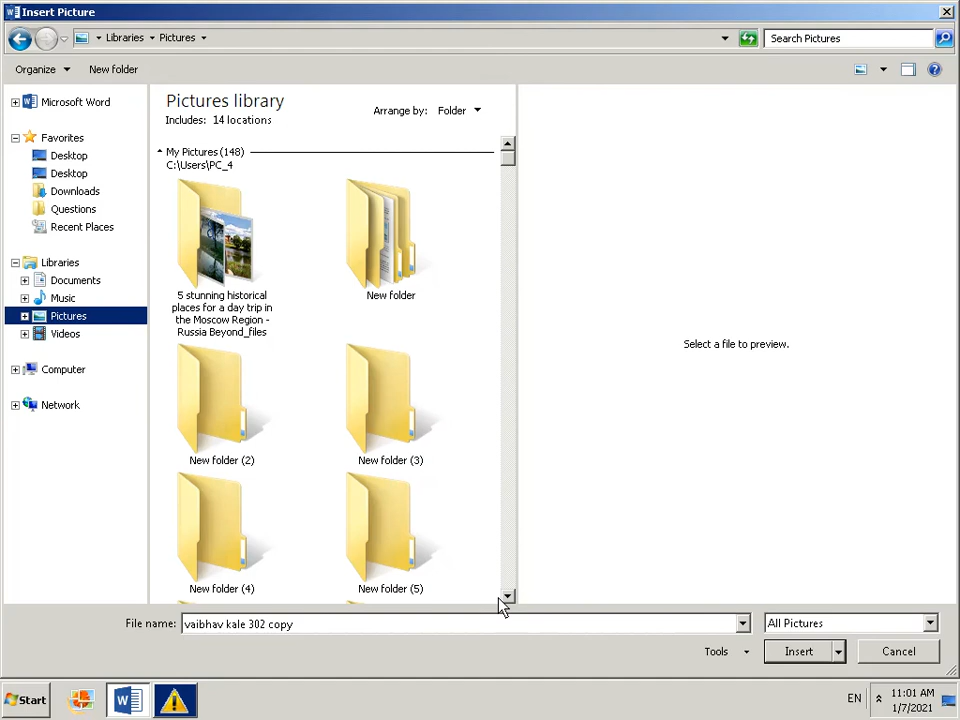 Insert Picture
Libraries
Pictures
Search Pictures
Organize
New folder
Microsoft Word
Favorites
Desktop
Desktop
Downloads
Questions
Recent Places
Libraries
Documents
Music
Pictures
Videos
Computer
Network
Pictures library
Includes: 14 locations
Arrange by: Folder
My Pictures (148)
C:\Users\PC_4
5 stunning historical
places for a day trip in
the Moscow Region -
Russia Beyond_files
New folder
New folder (2)
New folder (3)
New folder (4)
New folder (5)
Select a file to preview.
File name: vaibhav kale 302 copy
All Pictures
Tools
Insert
Cancel
Start
EN
11:01 AM
1/7/2021